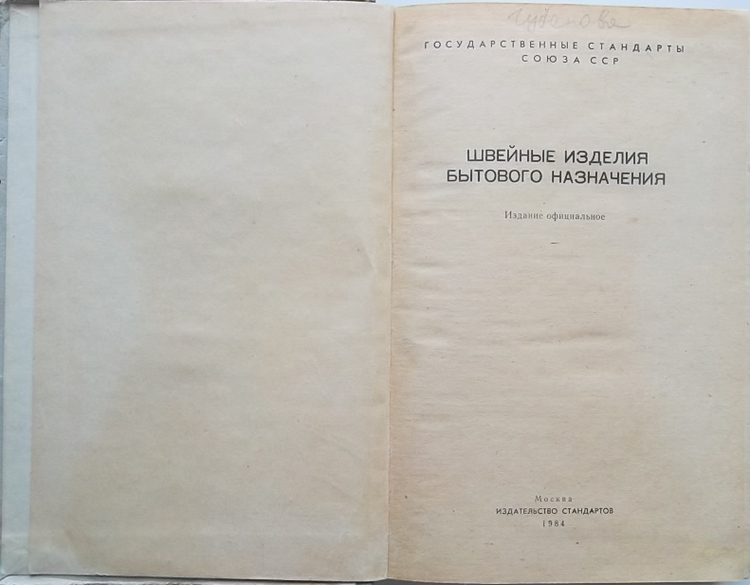 ГОСУДАРСТВЕННЫЕ СТАНДАРТЫ
СОЮЗА ССР
ШВЕЙНЫЕ ИЗДЕЛИЯ
БЫТОВОГО НАЗНАЧЕНИЯ
Издание официальное
Москва
ИЗДАТЕЛЬСТВО СТАНДАРТОВ
1984